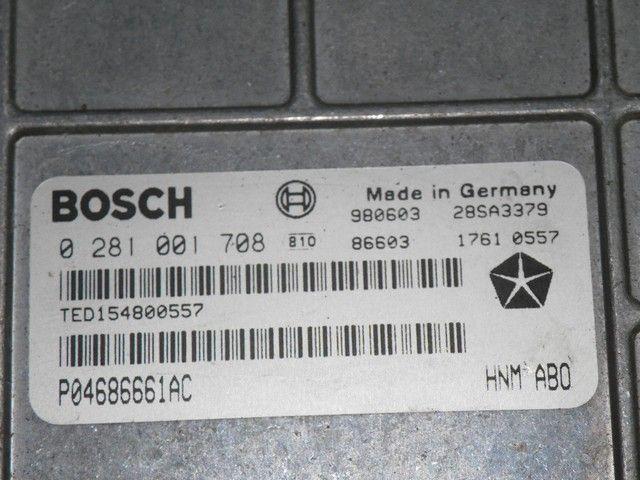 BOSCH Made in Germany
980603 28SA3379
0 281 001 708 810 86603 1761 0557
TED154800557
P04686661AC HNM ABO